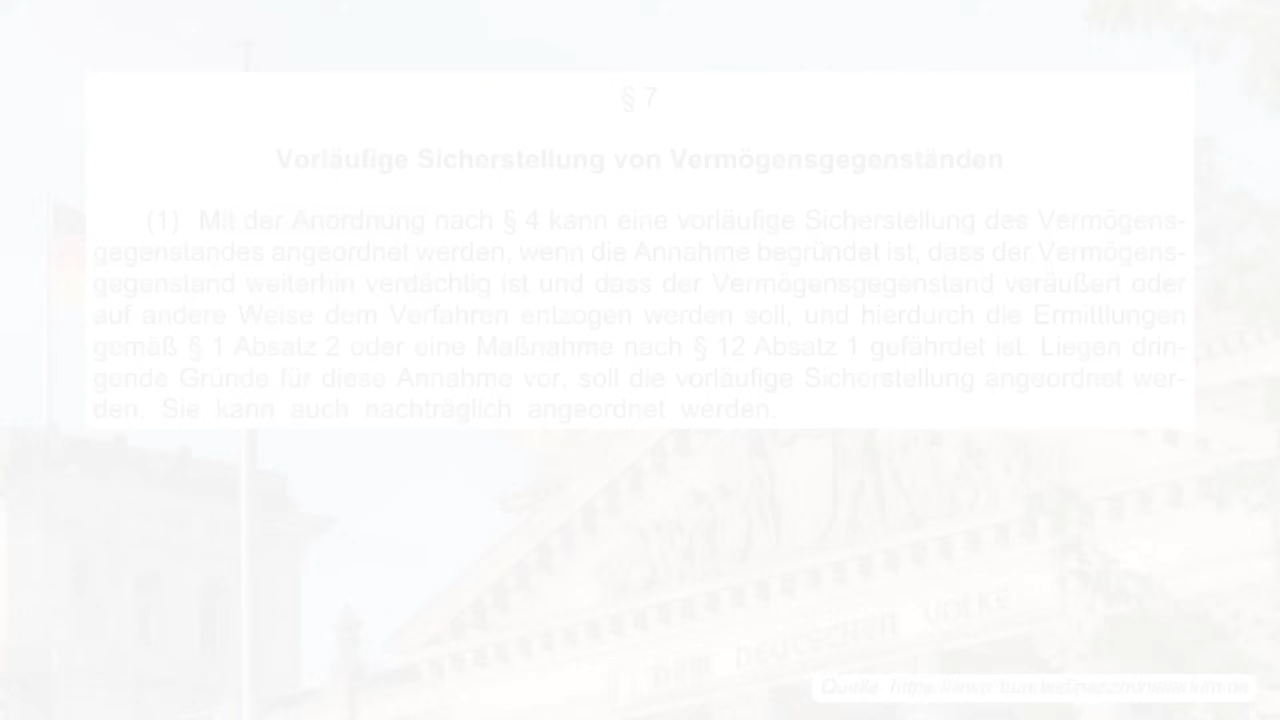 § 7
Vorläufige Sicherstellung von Vermögensgegenständen
(1) Mit der Anordnung nach § 4 kann eine vorläufige Sicherstellung des Vermögens-
gegenstandes angeordnet werden, wenn die Annahme begründet ist, dass der Vermögens-
gegenstand weiterhin verdächtig ist und dass der Vermögensgegenstand veräußert oder
auf andere Weise dem Verfahren entzogen werden soll, und hierdurch die Ermittlungen
gemäß § 1 Absatz 2 oder eine Maßnahme nach § 12 Absatz 1 gefährdet ist. Liegen drin-
gende Gründe für diese Annahme vor, soll die vorläufige Sicherstellung angeordnet wer-
den. Sie kann auch nachträglich angeordnet werden.
DEM DEUTSCHEN VOLKE
Quelle https://www.bundesfinanzministerium.de